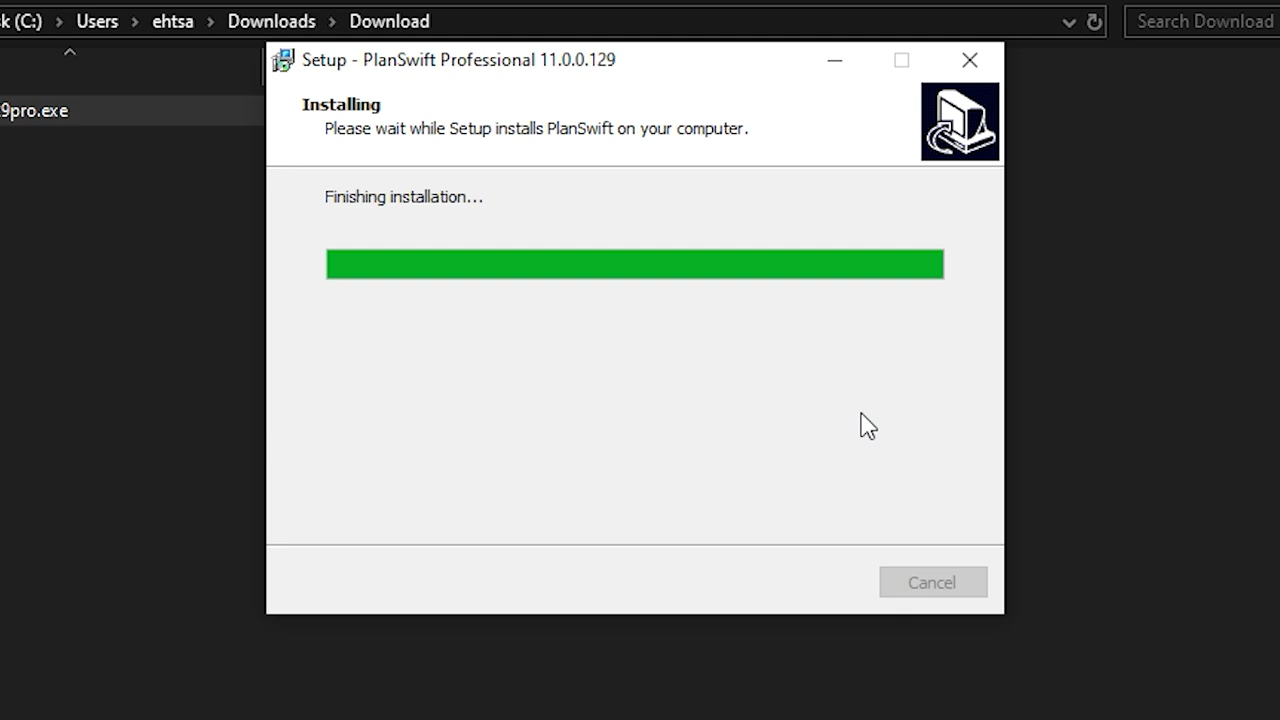 k (C:) > Users > ehtsa > Downloads > Download
Search Download
9pro.exe
Setup - PlanSwift Professional 11.0.0.129
Installing
Please wait while Setup installs PlanSwift on your computer.
Finishing installation...
Cancel